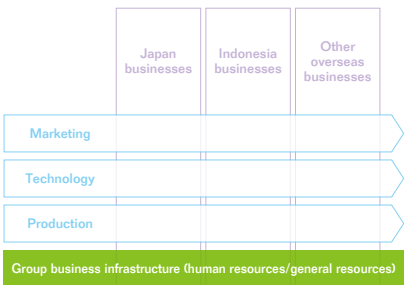 Japan
businesses
Indonesia
businesses
Other
overseas
businesses
Marketing
Technology
Production
Group business infrastructure (human resources/general resources)